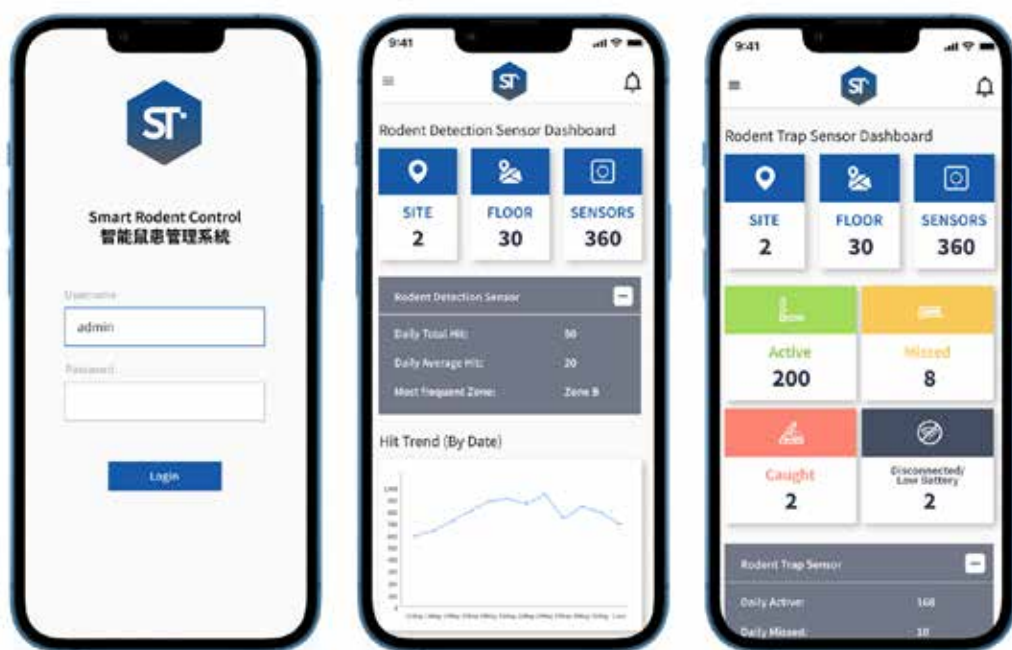 ST
Smart Rodent Control
智能鼠患管理系統
Username
admin
Password
Login
9:41
ST
Rodent Detection Sensor Dashboard
SITE
2
FLOOR
30
SENSORS
360
Rodent Detection Sensor
Daily Total Hit: 50
Daily Average Hit: 20
Most frequent Zone: Zone B
Hit Trend (By Date)
9:41
ST
Rodent Trap Sensor Dashboard
SITE
2
FLOOR
30
SENSORS
360
Active
200
Missed
8
Caught
2
Disconnected/
Low Battery
2
Rodent Trap Sensor
Daily Active: 168
Daily Missed: 10